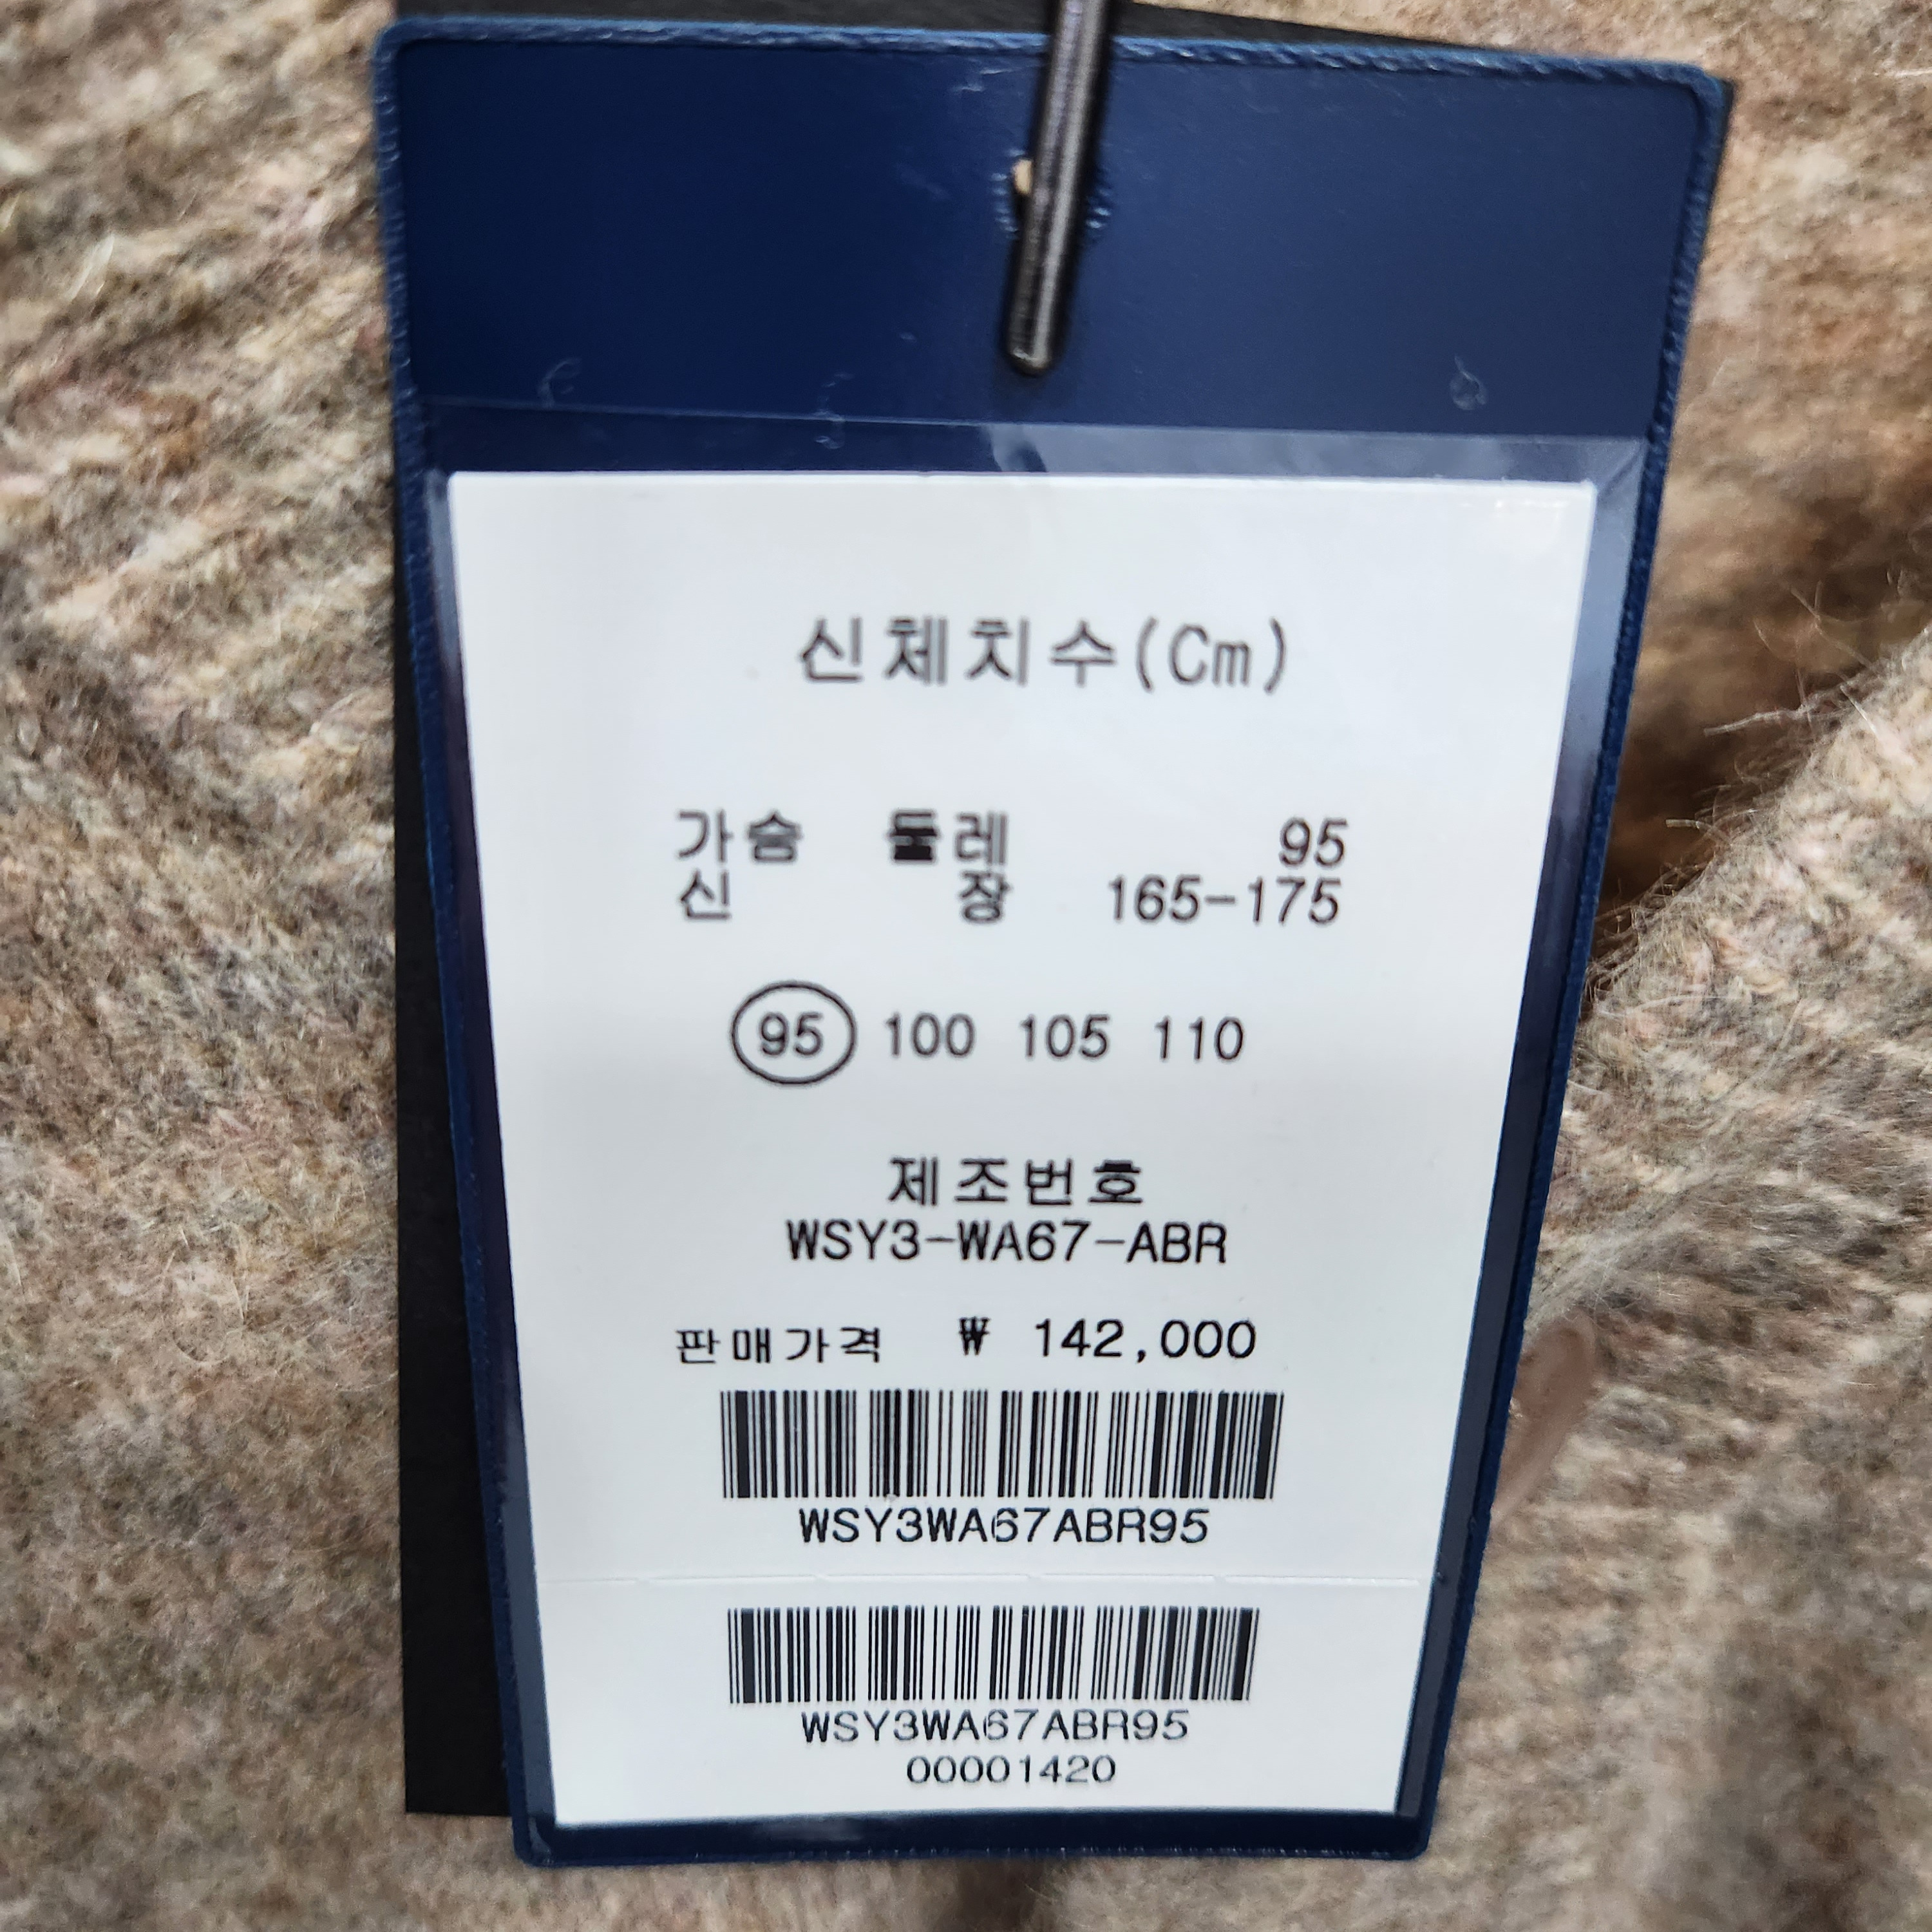 신체치수(Cm)
가슴 둘레 95
신 장 165-175
95 100 105 110
제조번호
WSY3-WA67-ABR
판매가격 ₩ 142,000
WSY3WA67ABR95
WSY3WA67ABR95
00001420